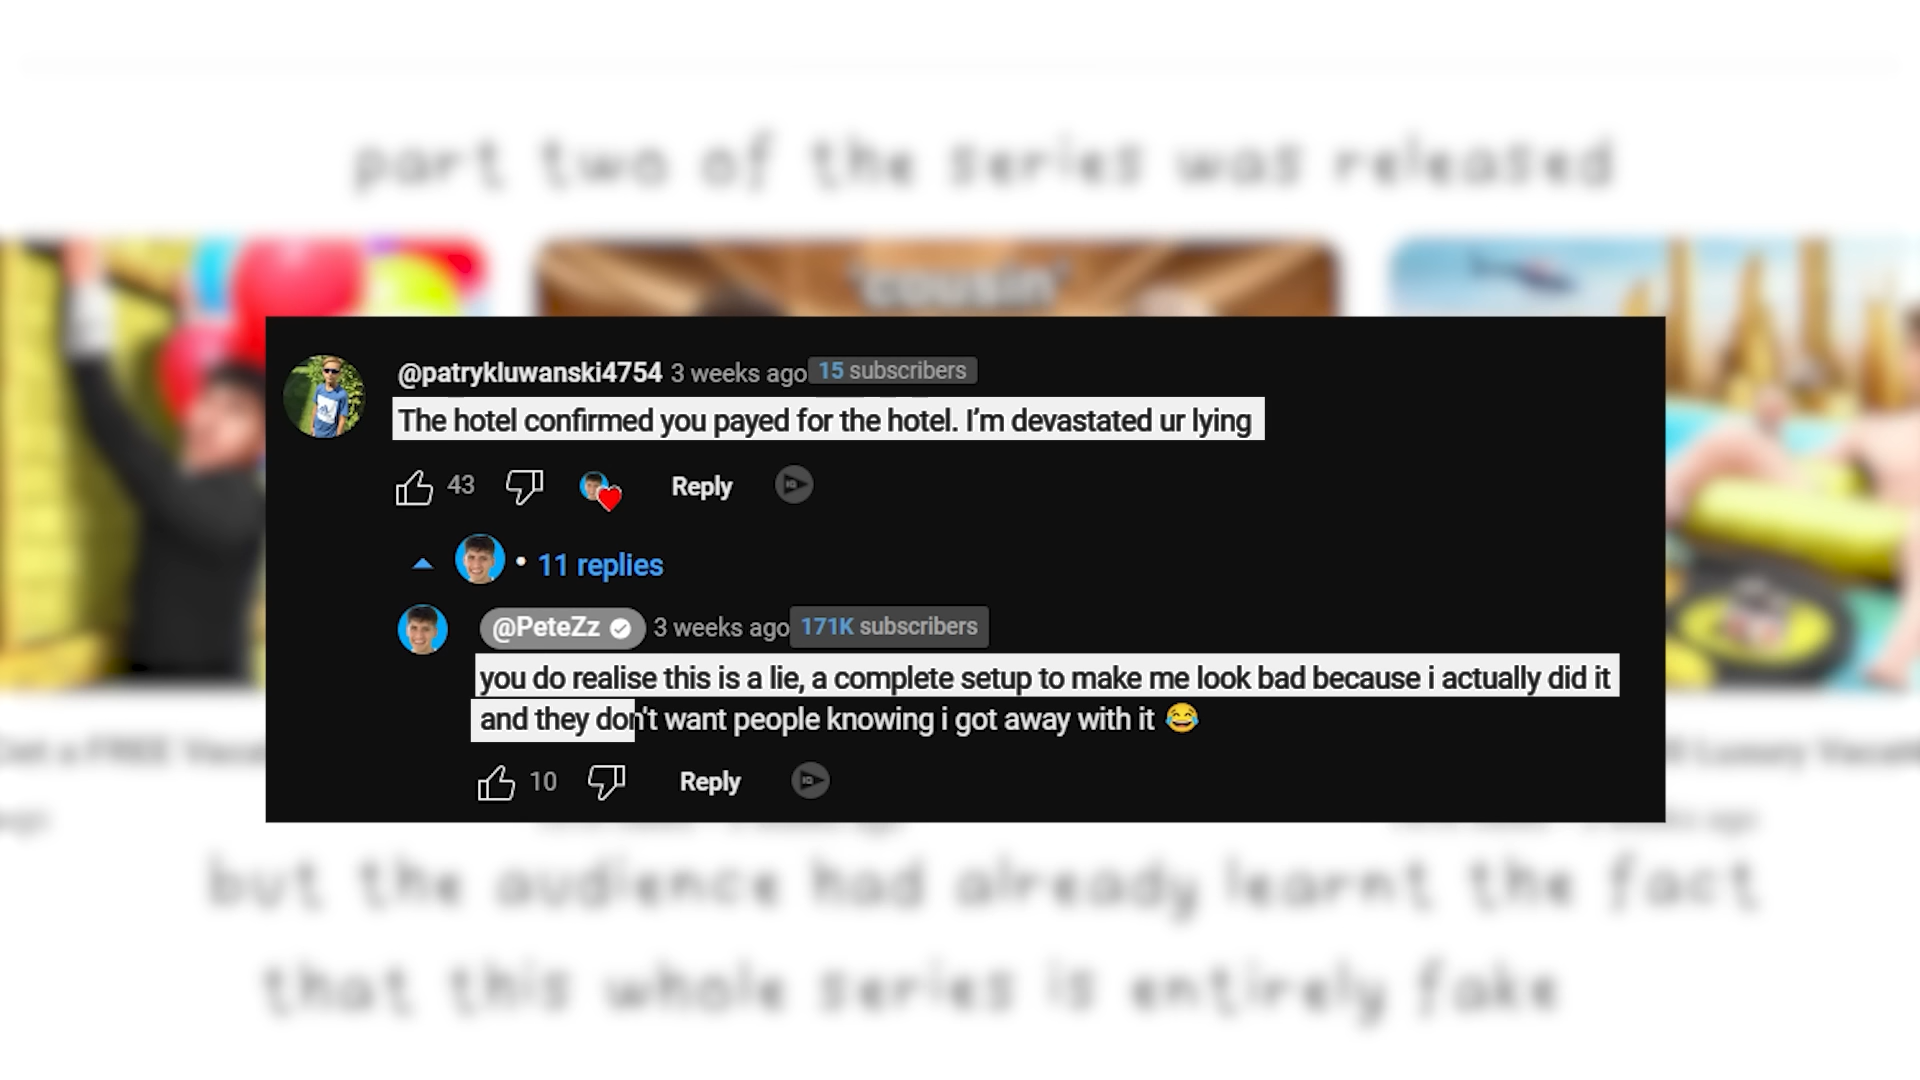 part two of the series was released
'cousin'
@patrykluwanski4754 3 weeks ago 15 subscribers
The hotel confirmed you payed for the hotel. I'm devastated ur lying
43 Reply
• 11 replies
@PeteZz 3 weeks ago 171K subscribers
you do realise this is a lie, a complete setup to make me look bad because i actually did it
and they don't want people knowing i got away with it 😂
10 Reply
but the audience had already learnt the fact
that this whole series is entirely fake